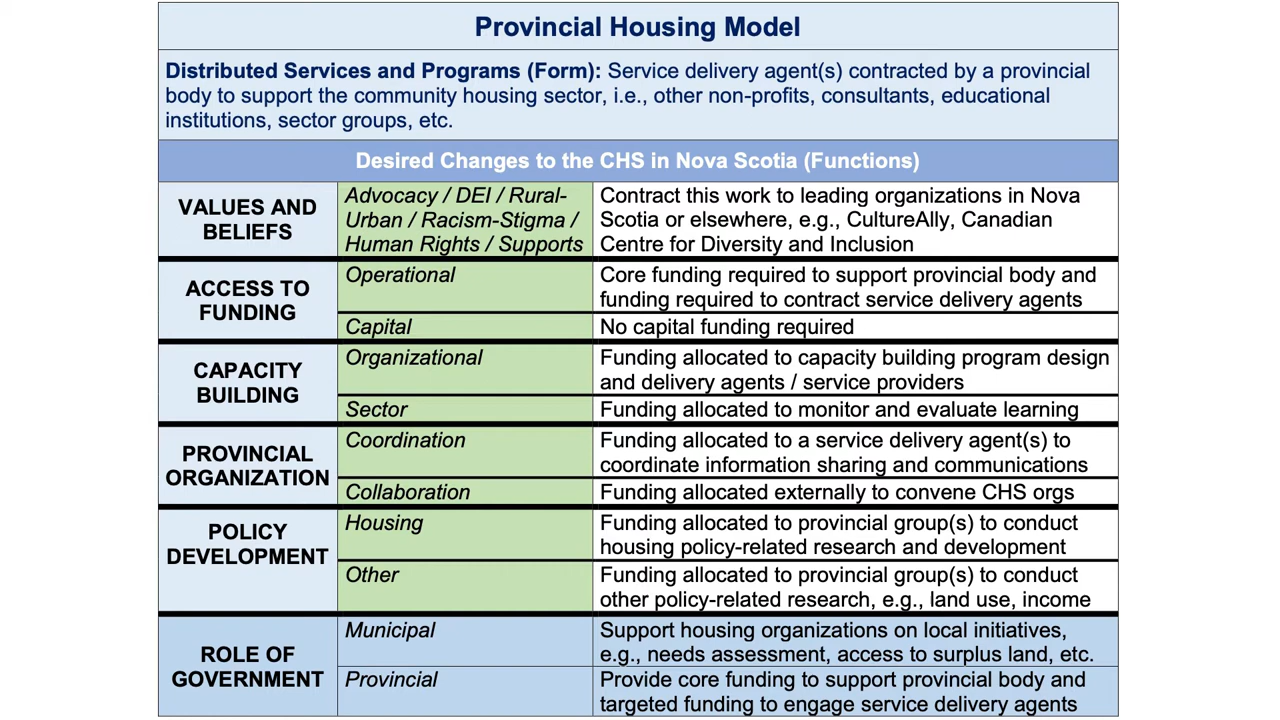 Provincial Housing Model
Distributed Services and Programs (Form): Service delivery agent(s) contracted by a provincial
body to support the community housing sector, i.e., other non-profits, consultants, educational
institutions, sector groups, etc.
Desired Changes to the CHS in Nova Scotia (Functions)
VALUES AND
BELIEFS
Advocacy / DEI / Rural-
Urban / Racism-Stigma /
Human Rights / Supports
Contract this work to leading organizations in Nova
Scotia or elsewhere, e.g., CultureAlly, Canadian
Centre for Diversity and Inclusion
ACCESS TO
FUNDING
Operational
Core funding required to support provincial body and
funding required to contract service delivery agents
Capital
No capital funding required
CAPACITY
BUILDING
Organizational
Funding allocated to capacity building program design
and delivery agents / service providers
Sector
Funding allocated to monitor and evaluate learning
PROVINCIAL
ORGANIZATION
Coordination
Funding allocated to a service delivery agent(s) to
coordinate information sharing and communications
Collaboration
Funding allocated externally to convene CHS orgs
POLICY
DEVELOPMENT
Housing
Funding allocated to provincial group(s) to conduct
housing policy-related research and development
Other
Funding allocated to provincial group(s) to conduct
other policy-related research, e.g., land use, income
ROLE OF
GOVERNMENT
Municipal
Support housing organizations on local initiatives,
e.g., needs assessment, access to surplus land, etc.
Provincial
Provide core funding to support provincial body and
targeted funding to engage service delivery agents